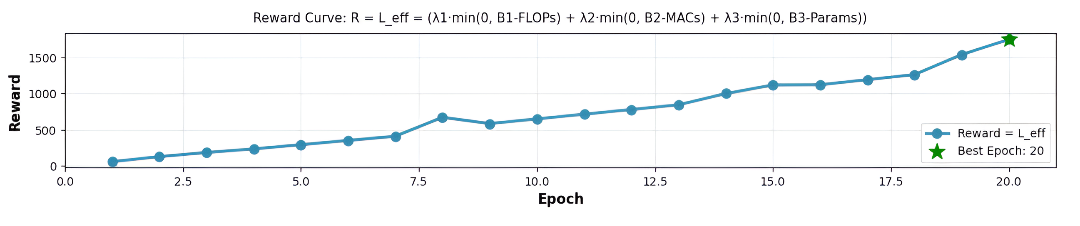 Reward Curve: R = L_eff = (λ1·min(0, B1-FLOPs) + λ2·min(0, B2-MACs) + λ3·min(0, B3-Params))
Reward
1500
1000
500
0
Reward = L_eff
Best Epoch: 20
0.0 2.5 5.0 7.5 10.0 12.5 15.0 17.5 20.0
Epoch